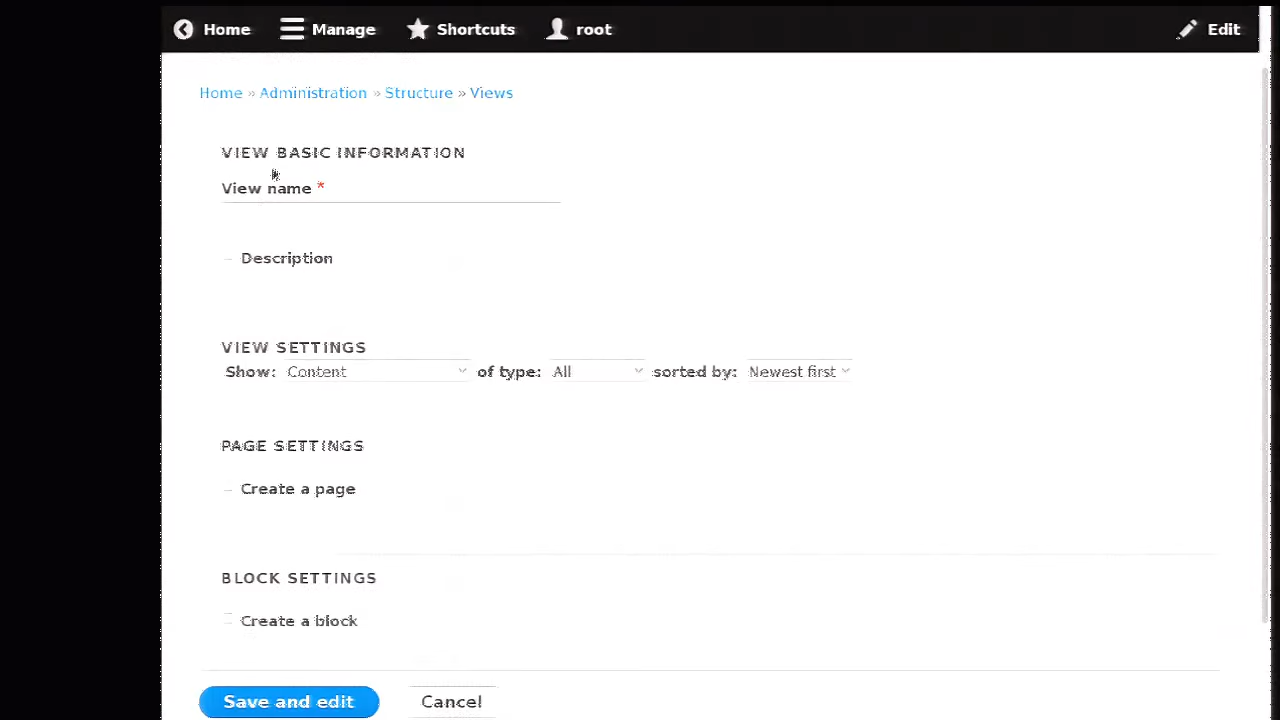 Home Manage Shortcuts root Edit
Home » Administration » Structure » Views
VIEW BASIC INFORMATION
View name *
Description
VIEW SETTINGS
Show: Content of type: All sorted by: Newest first
PAGE SETTINGS
Create a page
BLOCK SETTINGS
Create a block
Save and edit Cancel